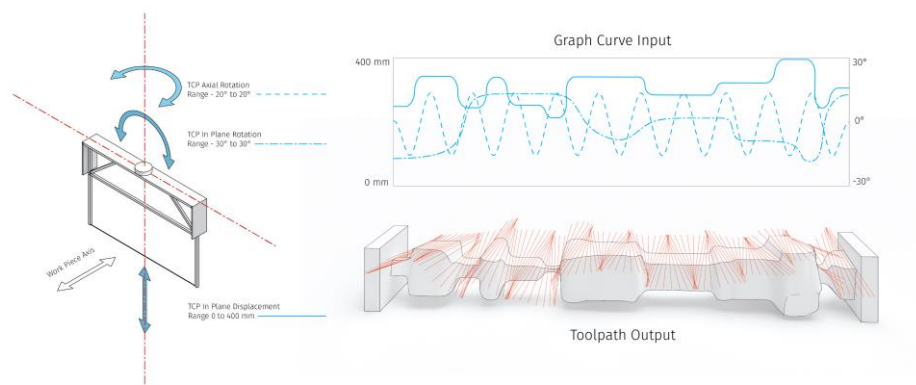 TCP Axial Rotation
Range - 20° to 20°
TCP In Plane Rotation
Range - 30° to 30°
Work Piece Axis
TCP In Plane Displacement
Range 0 to 400 mm
Graph Curve Input
400 mm
30°
0°
0 mm
-30°
Toolpath Output